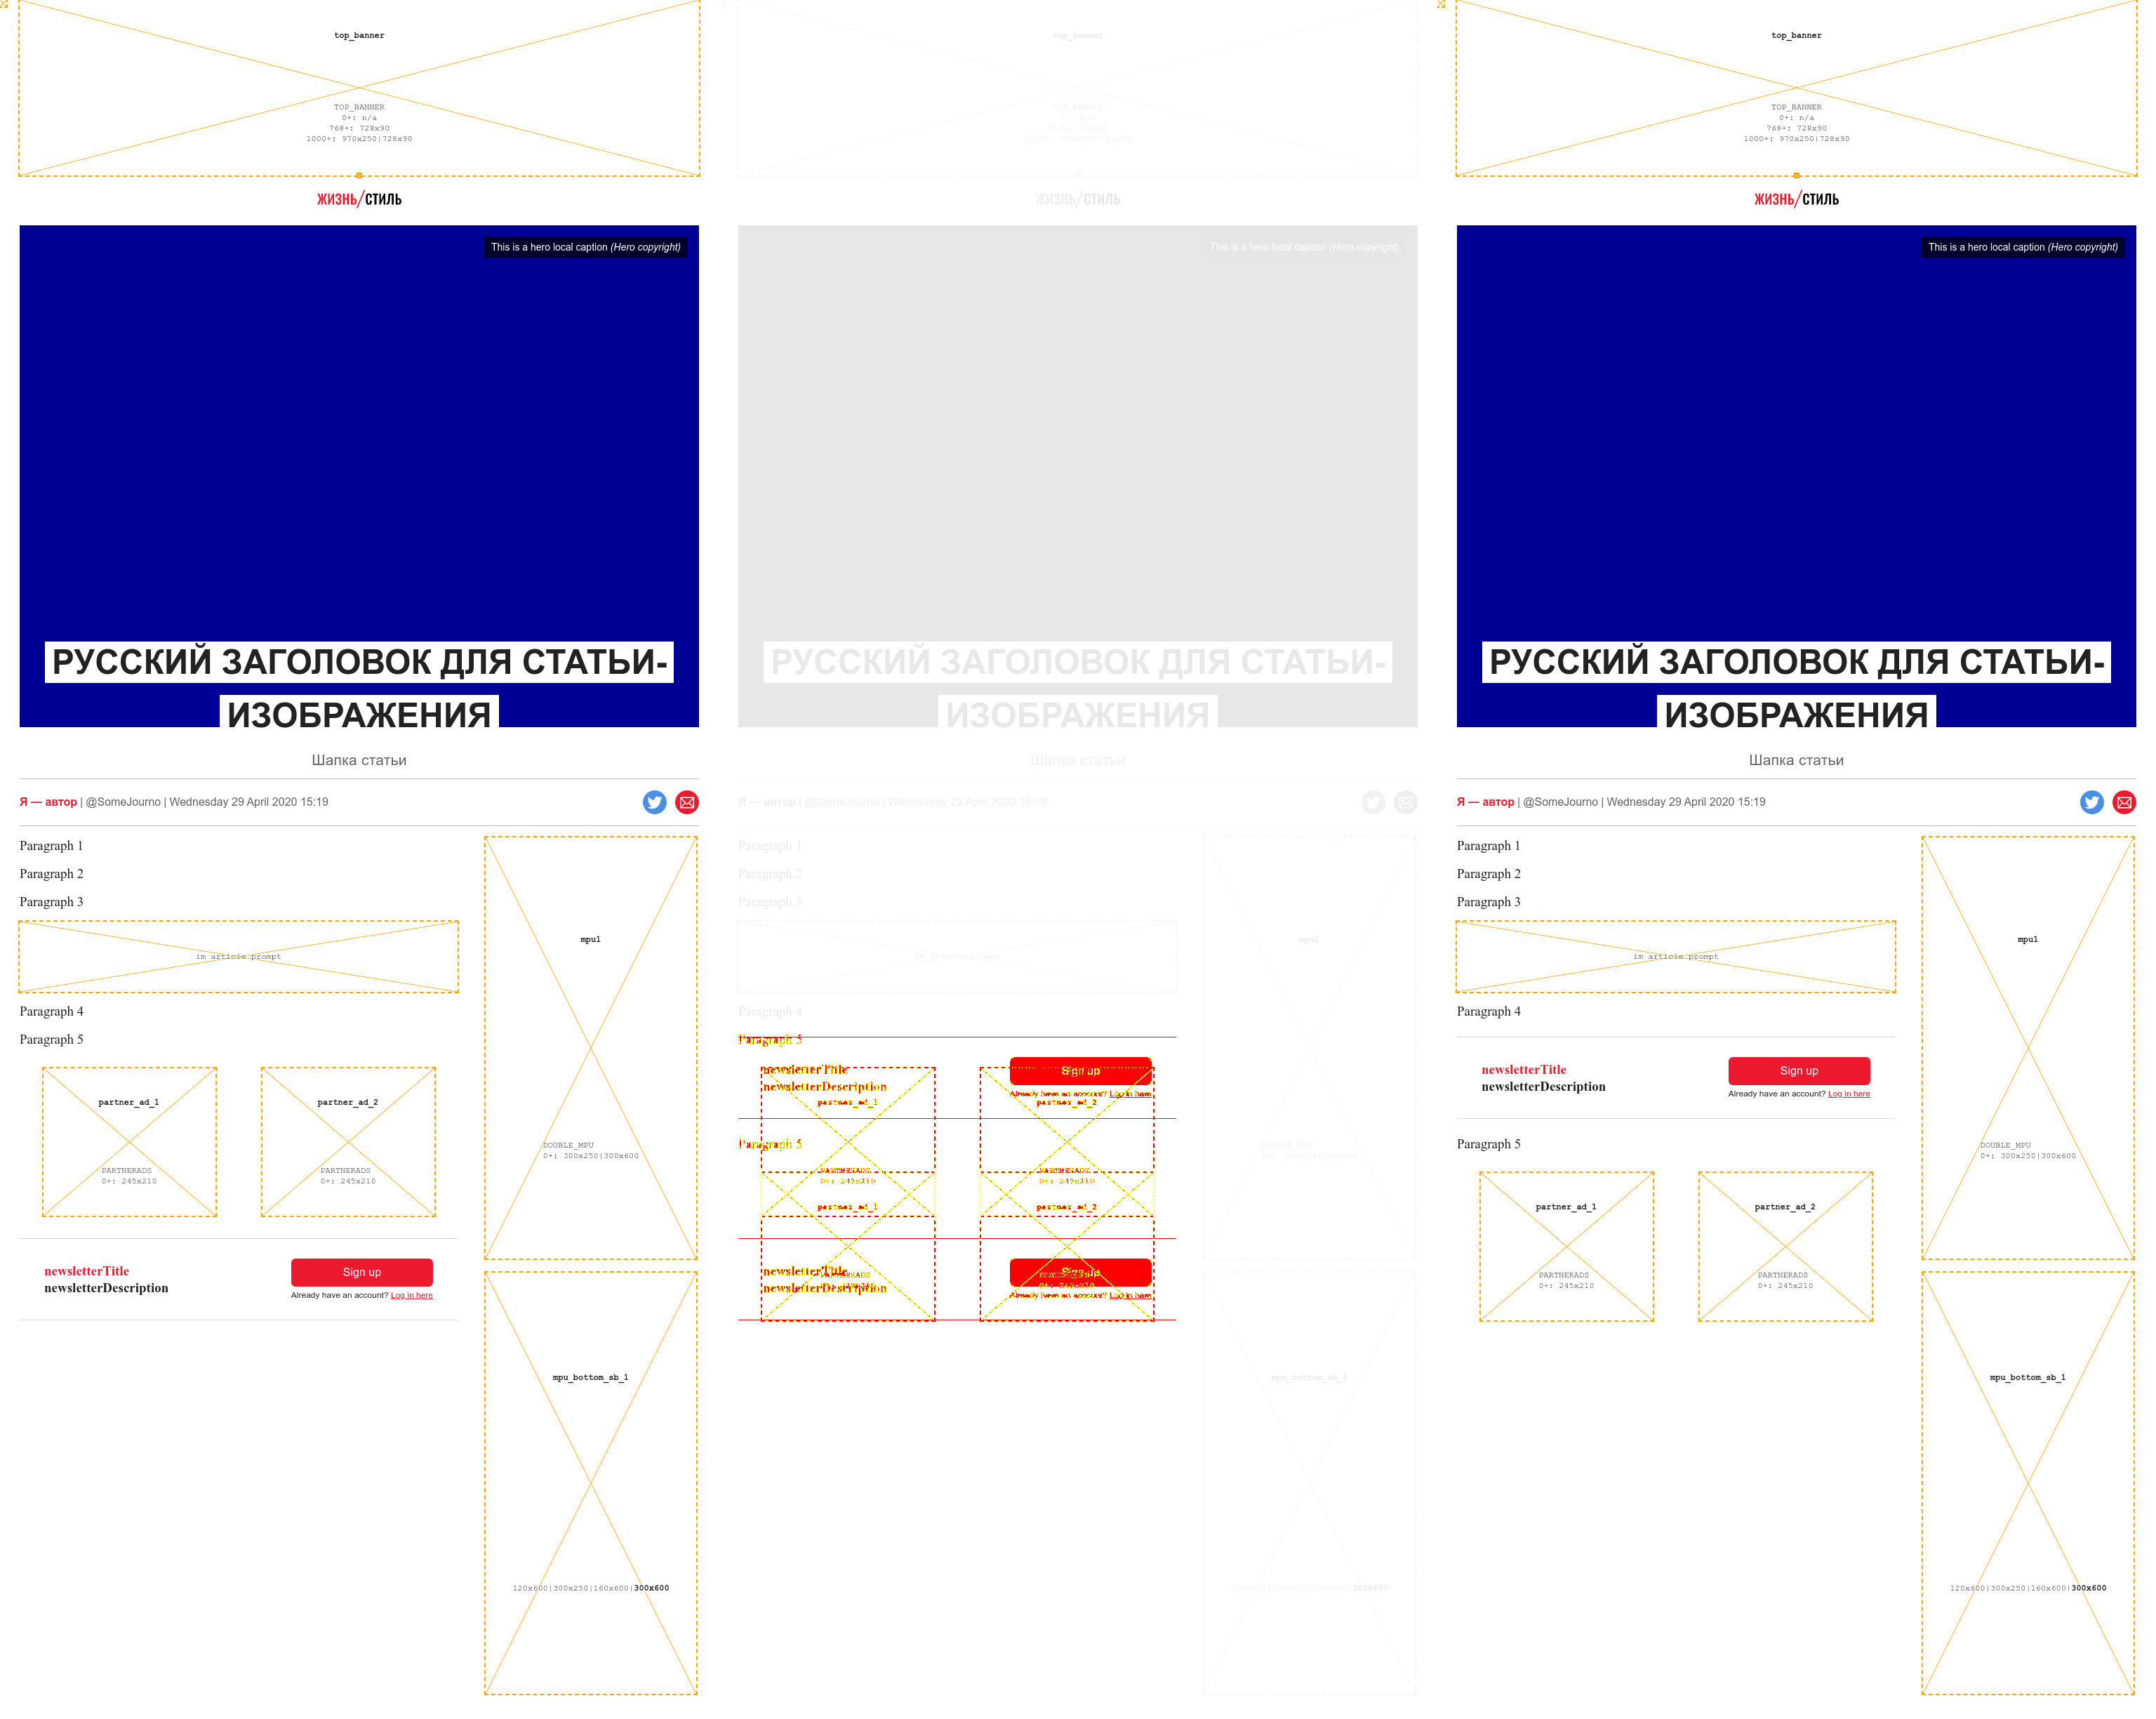 top_banner
TOP_BANNER
0+: n/a
768+: 728x90
1000+: 970x250|728x90
ЖИЗНЬ/СТИЛЬ
This is a hero local caption (Hero copyright)
РУССКИЙ ЗАГОЛОВОК ДЛЯ СТАТЬИ-
ИЗОБРАЖЕНИЯ
Шапка статьи
Я — автор | @SomeJourno | Wednesday 29 April 2020 15:19
Paragraph 1
Paragraph 2
Paragraph 3
im article prompt
Paragraph 4
Paragraph 5
partner_ad_1
PARTNERADS
0+: 245x210
partner_ad_2
PARTNERADS
0+: 245x210
newsletterTitle
newsletterDescription
Sign up
Already have an account? Log in here
mpu1
DOUBLE_MPU
0+: 300x250|300x600
mpu_bottom_sb_1
120x600|300x250|160x600|300x600
top_banner
TOP_BANNER
0+: n/a
768+: 728x90
1000+: 970x250|728x90
ЖИЗНЬ/СТИЛЬ
This is a hero local caption (Hero copyright)
РУССКИЙ ЗАГОЛОВОК ДЛЯ СТАТЬИ-
ИЗОБРАЖЕНИЯ
Шапка статьи
Я — автор | @SomeJourno | Wednesday 29 April 2020 15:19
Paragraph 1
Paragraph 2
Paragraph 3
im article prompt
Paragraph 4
Paragraph 5
newsletterTitle
newsletterDescription
Sign up
Already have an account? Log in here
partner_ad_1
partner_ad_2
Paragraph 5
PARTNERADS
0+: 245x210
PARTNERADS
0+: 245x210
partner_ad_1
partner_ad_2
newsletterTitle
newsletterDescription
Sign up
Already have an account? Log in here
mpu1
DOUBLE_MPU
0+: 300x250|300x600
mpu_bottom_sb_1
120x600|300x250|160x600|300x600
top_banner
TOP_BANNER
0+: n/a
768+: 728x90
1000+: 970x250|728x90
ЖИЗНЬ/СТИЛЬ
This is a hero local caption (Hero copyright)
РУССКИЙ ЗАГОЛОВОК ДЛЯ СТАТЬИ-
ИЗОБРАЖЕНИЯ
Шапка статьи
Я — автор | @SomeJourno | Wednesday 29 April 2020 15:19
Paragraph 1
Paragraph 2
Paragraph 3
im article prompt
Paragraph 4
newsletterTitle
newsletterDescription
Sign up
Already have an account? Log in here
Paragraph 5
partner_ad_1
PARTNERADS
0+: 245x210
partner_ad_2
PARTNERADS
0+: 245x210
mpu1
DOUBLE_MPU
0+: 300x250|300x600
mpu_bottom_sb_1
120x600|300x250|160x600|300x600